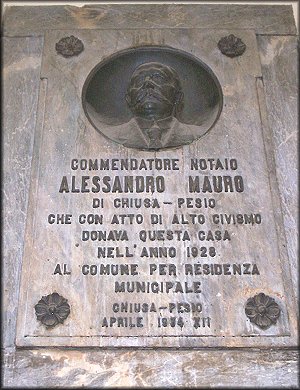 COMMENDATORE NOTAIO
ALESSANDRO MAURO
DI CHIUSA-PESIO
CHE CON ATTO DI ALTO CIVISMO
DONAVA QUESTA CASA
NELL'ANNO 1928
AL COMUNE PER RESIDENZA
MUNICIPALE
CHIUSA-PESIO
APRILE 1934 XII